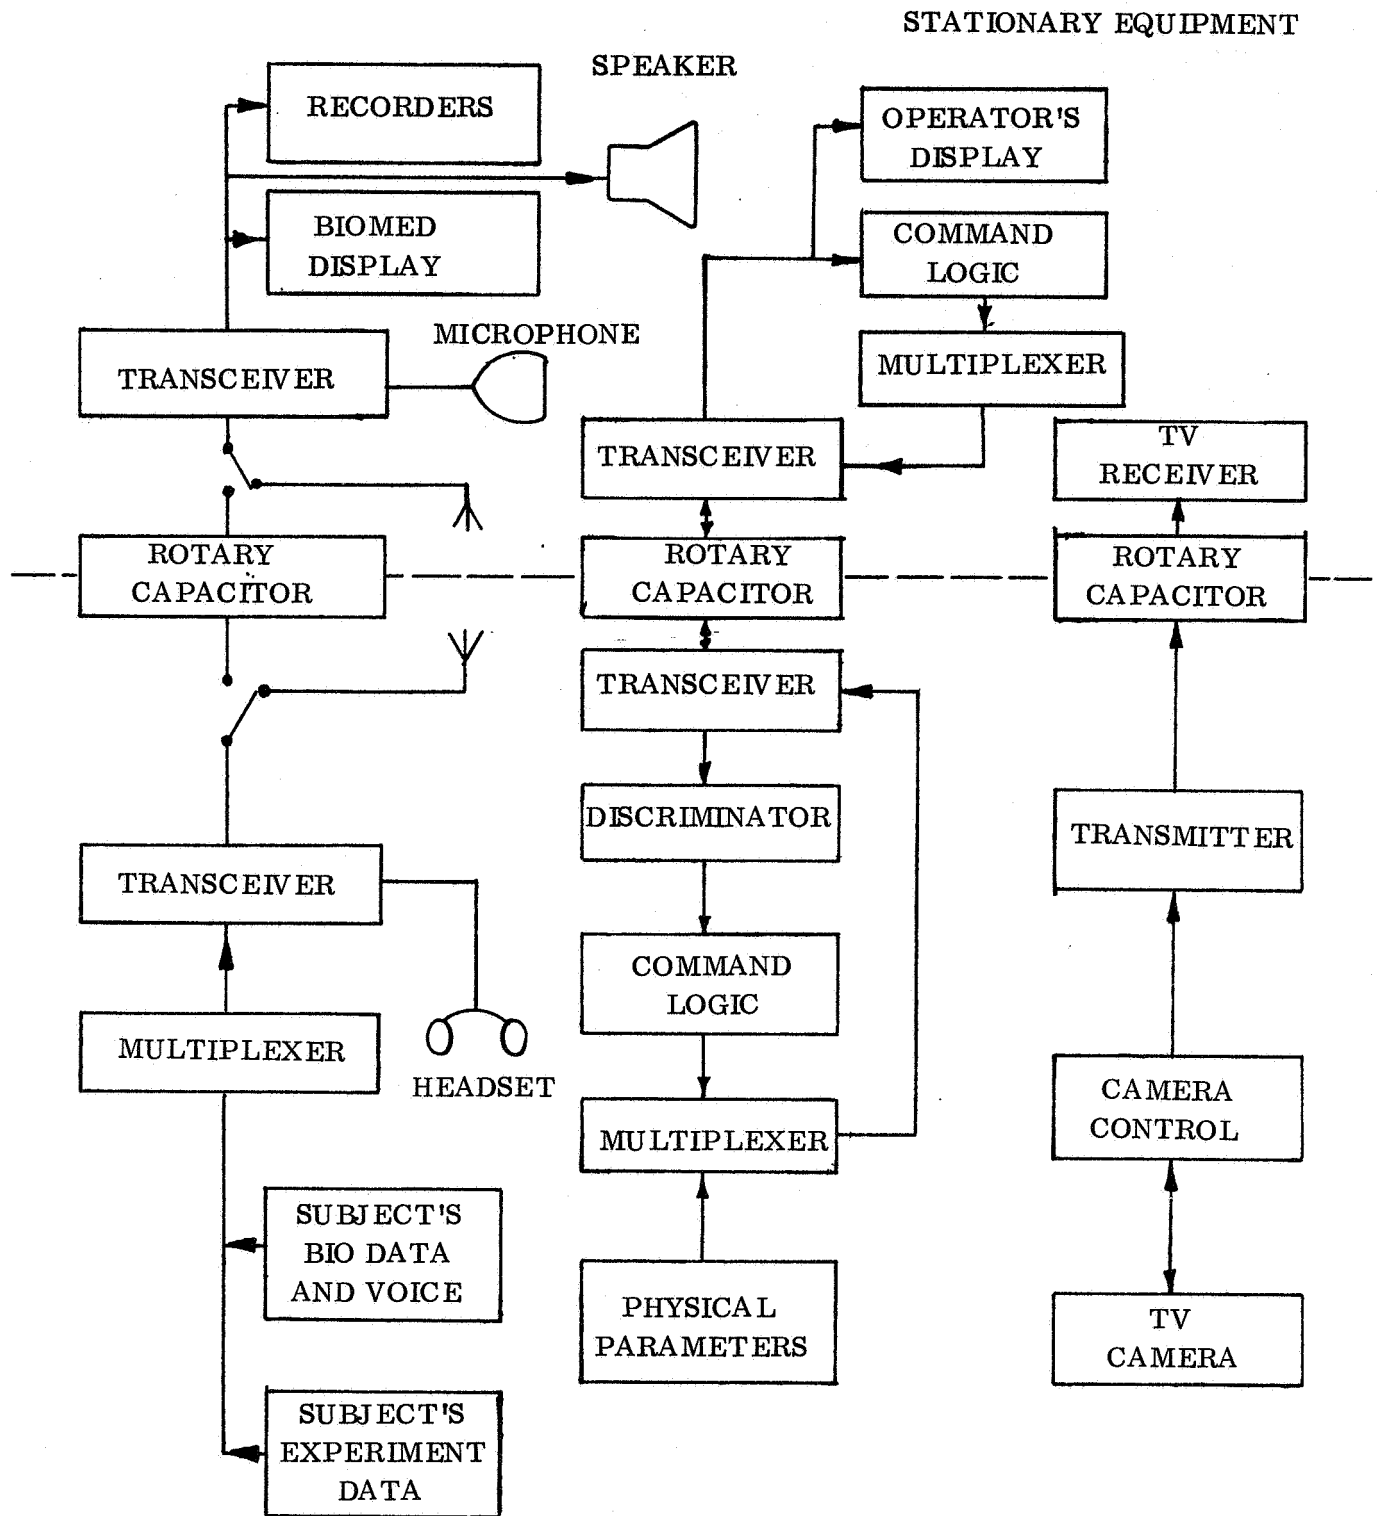 STATIONARY EQUIPMENT
SPEAKER
RECORDERS
OPERATOR'S
DISPLAY
BIOMED
DISPLAY
COMMAND
LOGIC
MICROPHONE
TRANSCEIVER
MULTIPLEXER
TRANSCEIVER
TV
RECEIVER
ROTARY
CAPACITOR
ROTARY
CAPACITOR
ROTARY
CAPACITOR
TRANSCEIVER
DISCRIMINATOR
TRANSMITTER
TRANSCEIVER
COMMAND
LOGIC
MULTIPLEXER
HEADSET
CAMERA
CONTROL
MULTIPLEXER
SUBJECT'S
BIO DATA
AND VOICE
PHYSICAL
PARAMETERS
TV
CAMERA
SUBJECT'S
EXPERIMENT
DATA